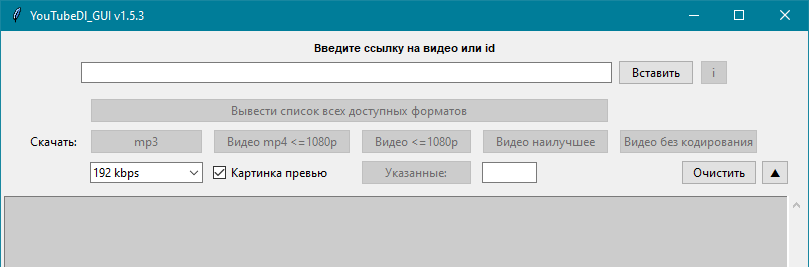 YouTubeDl_GUI v1.5.3
Введите ссылку на видео или id
Вставить i
Вывести список всех доступных форматов
Скачать: mp3 Видео mp4 <=1080p Видео <=1080p Видео наилучшее Видео без кодирования
192 kbps Картинка превью Указанные: Очистить ▲